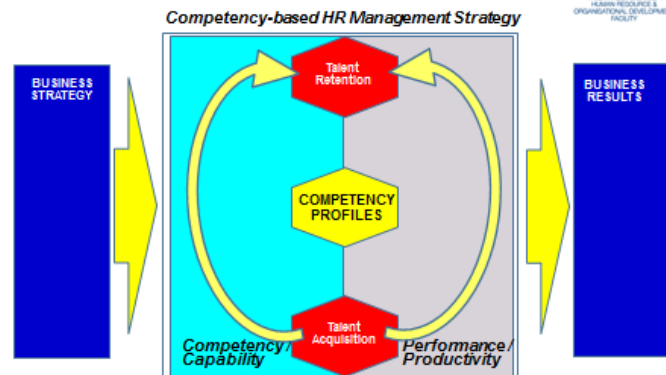 Competency-based HR Management Strategy
HUMAN RESOURCE &
ORGANISATIONAL DEVELOPME
FACILITY
BUSINESS
STRATEGY
Talent
Retention
BUSINESS
RESULTS
COMPETENCY
PROFILES
Talent
Acquisition
Competency /
Capability
Performance /
Productivity